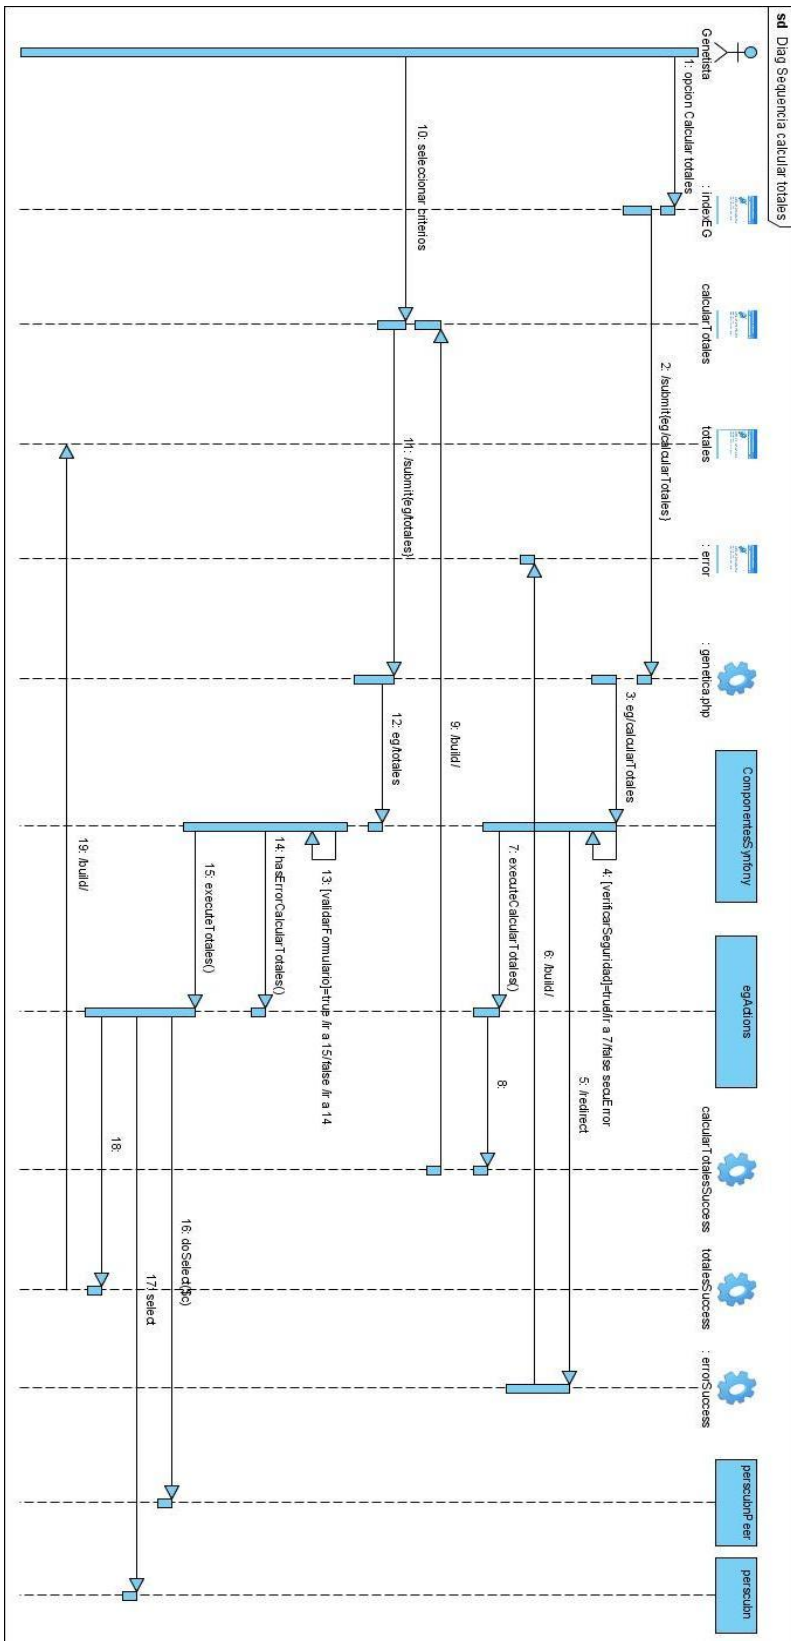 sd Diag Sequencia calcular totales
Genetista
: indexEG
calcularTotales
totales
: error
: genetica.php
ComponentesSynfony
egActions
calcularTotalesSuccess
totalesSuccess
: errorSuccess
perscubnPeer
perscubn
1: opcion Calcular totales
2: /submit{eg/calcularTotales}
3: eg/calcularTotales
4: [verificarSeguridad]=true/ir a 7/false secuError
5: /redirect
6: /build/
7: executeCalcularTotales()
8:
9: /build/
10: seleccionar criterios
11: /submit{eg/totales}
12: eg/totales
13: [validarFormulario]=true /ir a 15/false /ir a 14
14: hasErrorCalcularTotales()
15: executeTotales()
16: doSelect($c)
17: select
18:
19: /build/